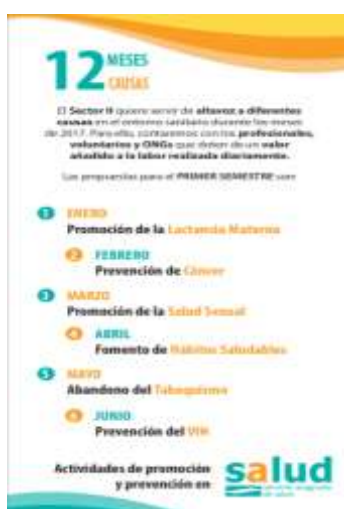 12 MESES
CAUSAS
El Sector II quiere servir de altavoz a diferentes
causas en el entorno sanitario durante los meses
de 2017. Para ello, contaremos con los profesionales,
voluntarios y ONGs que doten de un valor
añadido a la labor realizada diariamente.
Las propuestas para el PRIMER SEMESTRE son:
1 ENERO
Promoción de la Lactancia Materna
2 FEBRERO
Prevención de Cáncer
3 MARZO
Promoción de la Salud Sexual
4 ABRIL
Fomento de Hábitos Saludables
5 MAYO
Abandono del Tabaquismo
6 JUNIO
Prevención del VIH
Actividades de promoción
y prevención en
salud